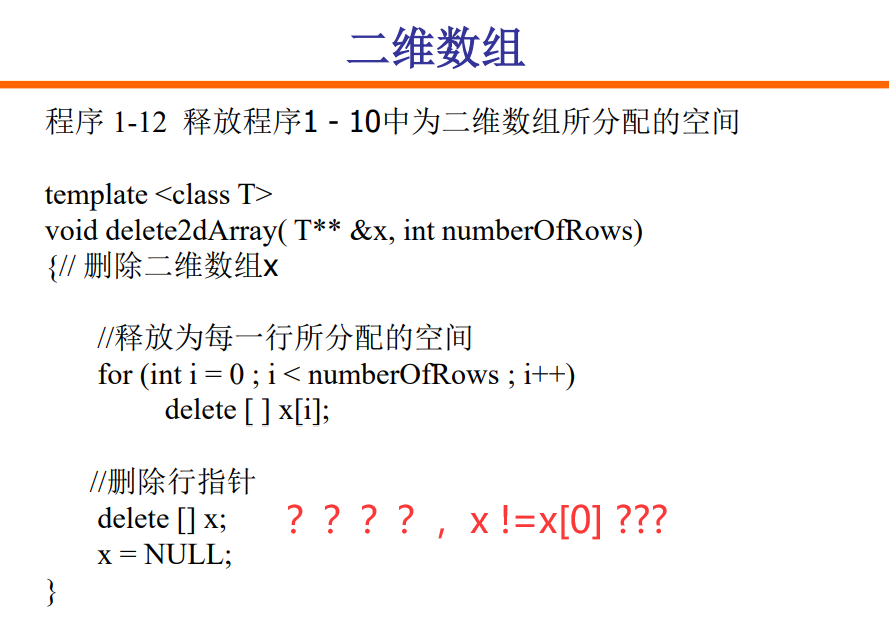 二维数组
程序 1-12 释放程序1 - 10中为二维数组所分配的空间
template <class T>
void delete2dArray( T** &x, int numberOfRows)
{// 删除二维数组x
//释放为每一行所分配的空间
for (int i = 0 ; i < numberOfRows ; i++)
delete [ ] x[i];
//删除行指针
delete [] x; ？？？？，x !=x[0] ???
x = NULL;
}